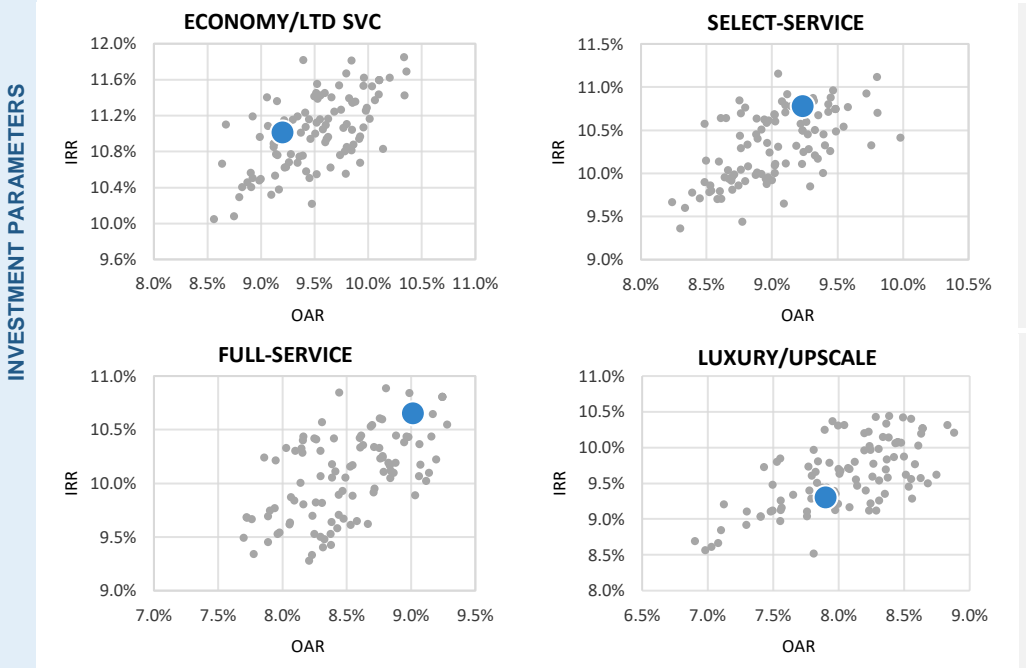 INVESTMENT PARAMETERS
ECONOMY/LTD SVC
12.0%
11.6%
11.2%
10.8%
10.4%
10.0%
9.6%
IRR
8.0% 8.5% 9.0% 9.5% 10.0% 10.5% 11.0%
OAR
SELECT-SERVICE
11.5%
11.0%
10.5%
10.0%
9.5%
9.0%
IRR
8.0% 8.5% 9.0% 9.5% 10.0% 10.5%
OAR
FULL-SERVICE
11.0%
10.5%
10.0%
9.5%
9.0%
IRR
7.0% 7.5% 8.0% 8.5% 9.0% 9.5%
OAR
LUXURY/UPSCALE
11.0%
10.5%
10.0%
9.5%
9.0%
8.5%
8.0%
IRR
6.5% 7.0% 7.5% 8.0% 8.5% 9.0%
OAR